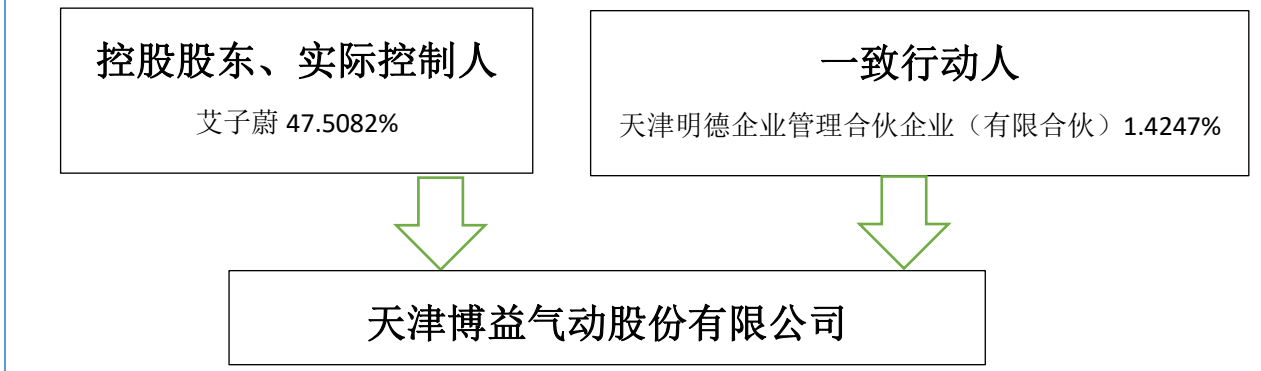 控股股东、实际控制人
艾子蔚 47.5082%
一致行动人
天津明德企业管理合伙企业（有限合伙）1.4247%
天津博益气动股份有限公司